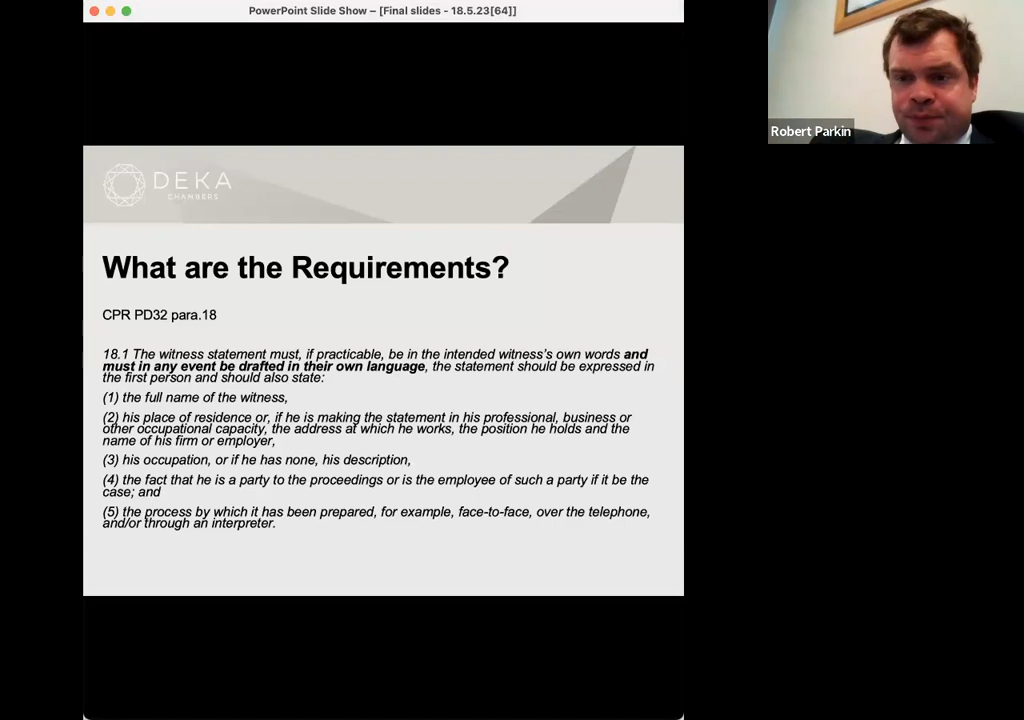 PowerPoint Slide Show – [Final slides - 18.5.23[64]]
Robert Parkin
DEKA
CHAMBERS
What are the Requirements?
CPR PD32 para.18
18.1 The witness statement must, if practicable, be in the intended witness's own words and
must in any event be drafted in their own language, the statement should be expressed in
the first person and should also state:
(1) the full name of the witness,
(2) his place of residence or, if he is making the statement in his professional, business or
other occupational capacity, the address at which he works, the position he holds and the
name of his firm or employer,
(3) his occupation, or if he has none, his description,
(4) the fact that he is a party to the proceedings or is the employee of such a party if it be the
case; and
(5) the process by which it has been prepared, for example, face-to-face, over the telephone,
and/or through an interpreter.